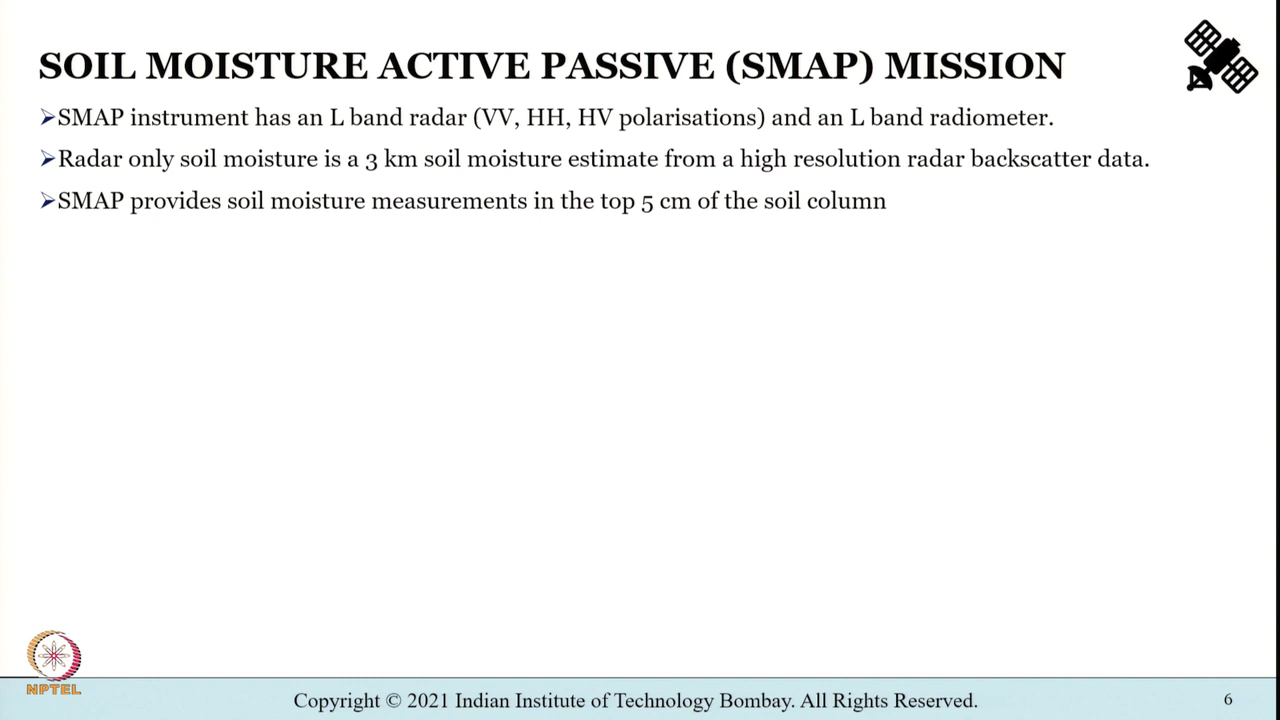 SOIL MOISTURE ACTIVE PASSIVE (SMAP) MISSION
➢SMAP instrument has an L band radar (VV, HH, HV polarisations) and an L band radiometer.
➢Radar only soil moisture is a 3 km soil moisture estimate from a high resolution radar backscatter data.
➢SMAP provides soil moisture measurements in the top 5 cm of the soil column
NPTEL
Copyright © 2021 Indian Institute of Technology Bombay. All Rights Reserved.
6